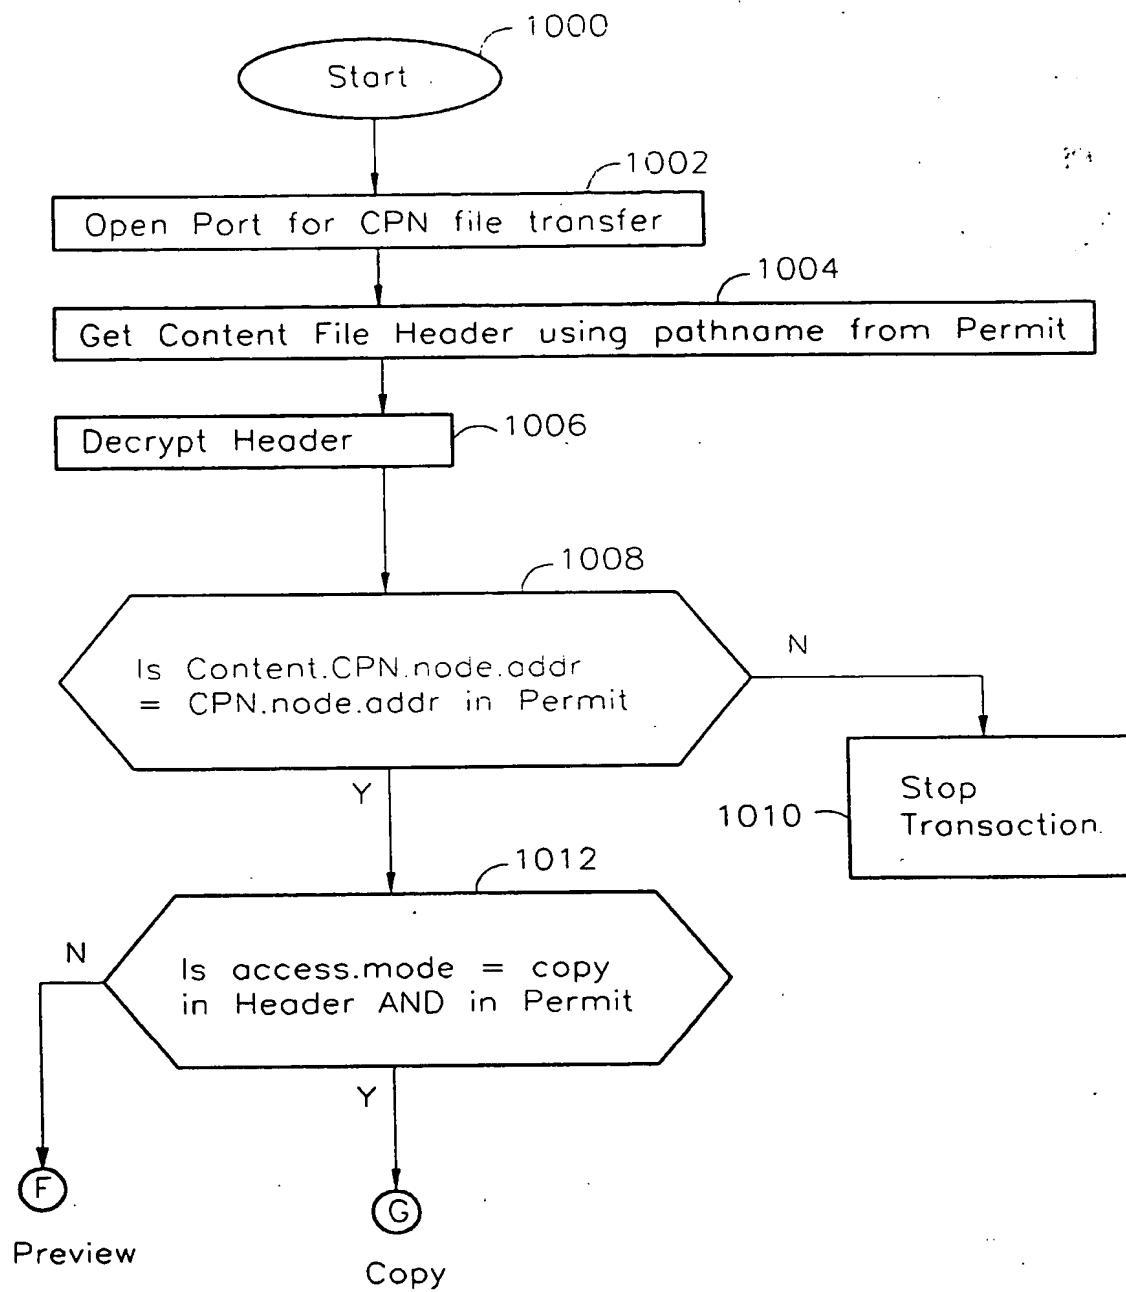 1000
Start
1002
Open Port for CPN file transfer
1004
Get Content File Header using pathname from Permit
Decrypt Header
1006
1008
Is Content.CPN.node.addr
= CPN.node.addr in Permit
N
Y
1010
Stop
Transaction
1012
N
Is access.mode = copy
in Header AND in Permit
Y
F
Preview
G
Copy